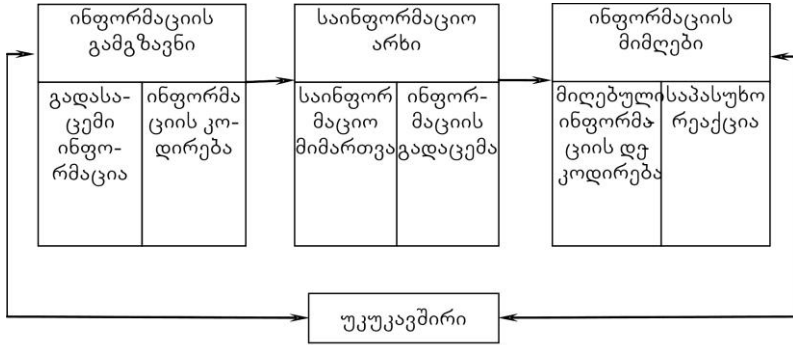 ინფორმაციის
გამგზავნი
საინფორმაციო
არხი
ინფორმაციის
მიმღები
გადასა-
ცემი
ინფო-
რმაცია
ინფორმა
ციის კო-
დირება
საინფორ
მაციო
მიმართვა
ინფორ-
მაციის
გადაცემა
მიღებული
ინფორმა-
ციის დე-
კოდირება
საპასუხო
რეაქცია
უკუკავშირი